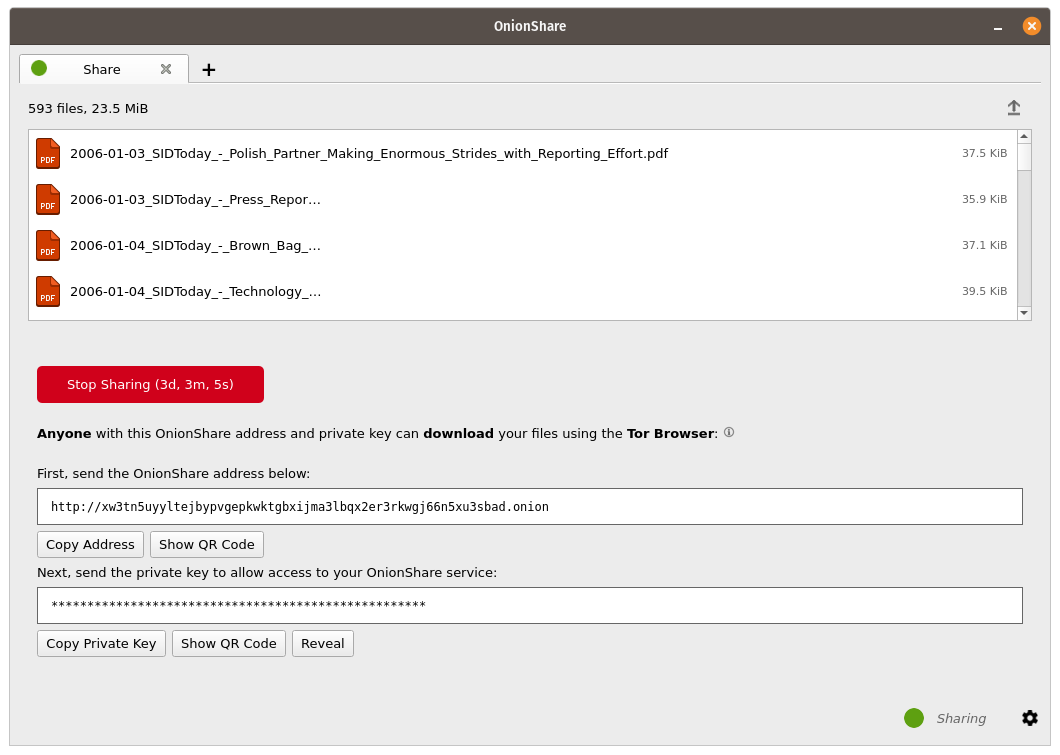 OnionShare
Share
593 files, 23.5 MiB
PDF 2006-01-03_SIDToday_-_Polish_Partner_Making_Enormous_Strides_with_Reporting_Effort.pdf 37.5 KiB
PDF 2006-01-03_SIDToday_-_Press_Repor... 35.9 KiB
PDF 2006-01-04_SIDToday_-_Brown_Bag_... 37.1 KiB
PDF 2006-01-04_SIDToday_-_Technology_... 39.5 KiB
Stop Sharing (3d, 3m, 5s)
Anyone with this OnionShare address and private key can download your files using the Tor Browser:
First, send the OnionShare address below:
http://xw3tn5uyyltejbypvgepkwktgbxijma3lbqx2er3rkwgj66n5xu3sbad.onion
Copy Address Show QR Code
Next, send the private key to allow access to your OnionShare service:
****************************************************
Copy Private Key Show QR Code Reveal
Sharing